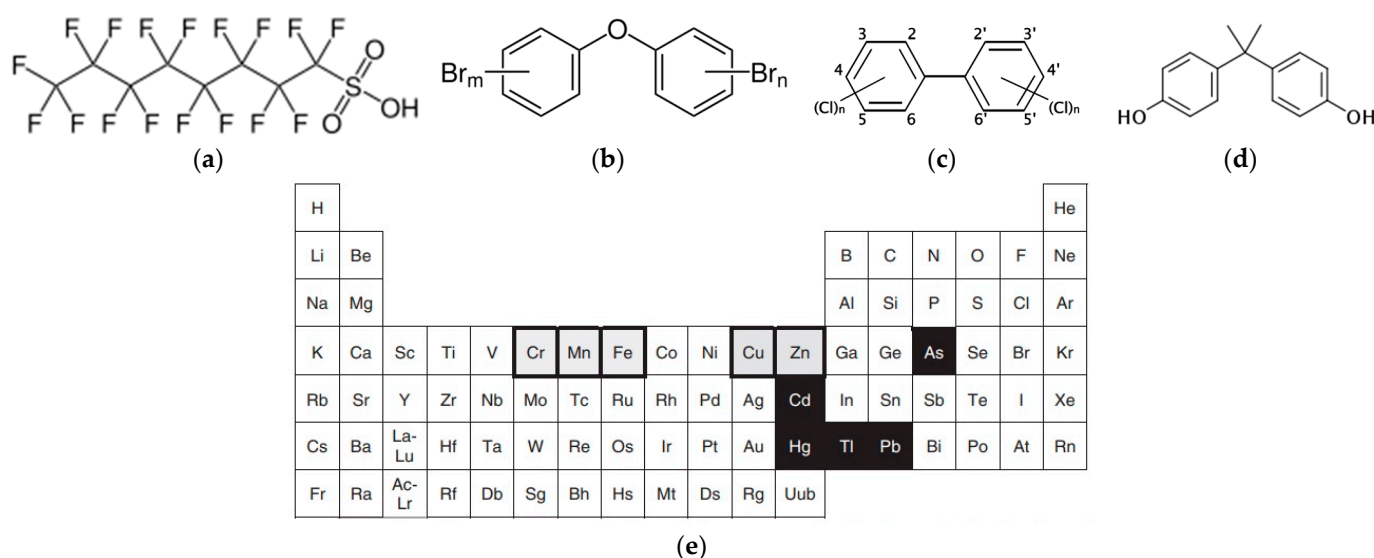 F F F F F F F F
F
O
S
OH
F F F F F F F F
O
(a)
O
Brm
Brn
(b)
3 2 2' 3'
4 4'
(Cl)n (Cl)n
5 6 6' 5'
(c)
HO OH
(d)
H He
Li Be B C N O F Ne
Na Mg Al Si P S Cl Ar
K Ca Sc Ti V Cr Mn Fe Co Ni Cu Zn Ga Ge As Se Br Kr
Rb Sr Y Zr Nb Mo Tc Ru Rh Pd Ag Cd In Sn Sb Te I Xe
Cs Ba La-Lu Hf Ta W Re Os Ir Pt Au Hg Tl Pb Bi Po At Rn
Fr Ra Ac-Lr Rf Db Sg Bh Hs Mt Ds Rg Uub
(e)